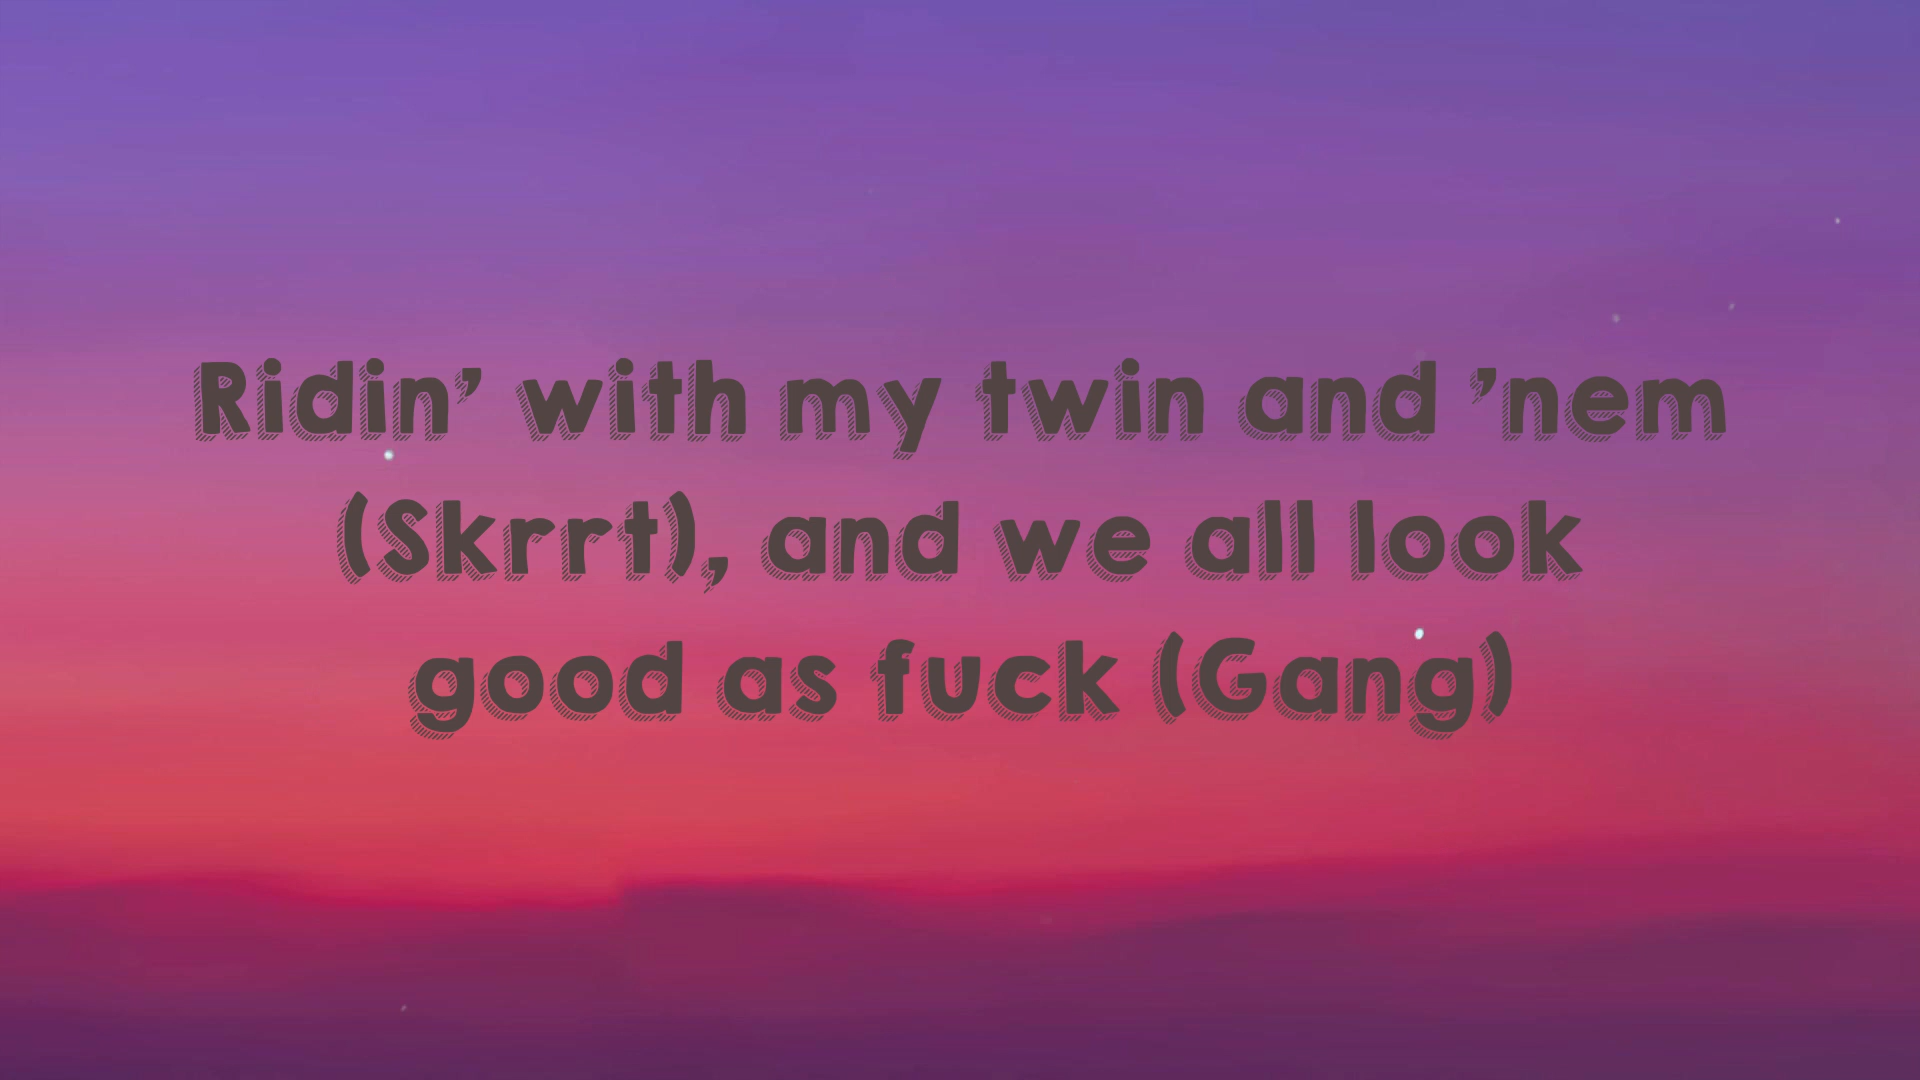 Ridin’ with my twin and ’nem
(Skrrt), and we all look
good as fuck (Gang)